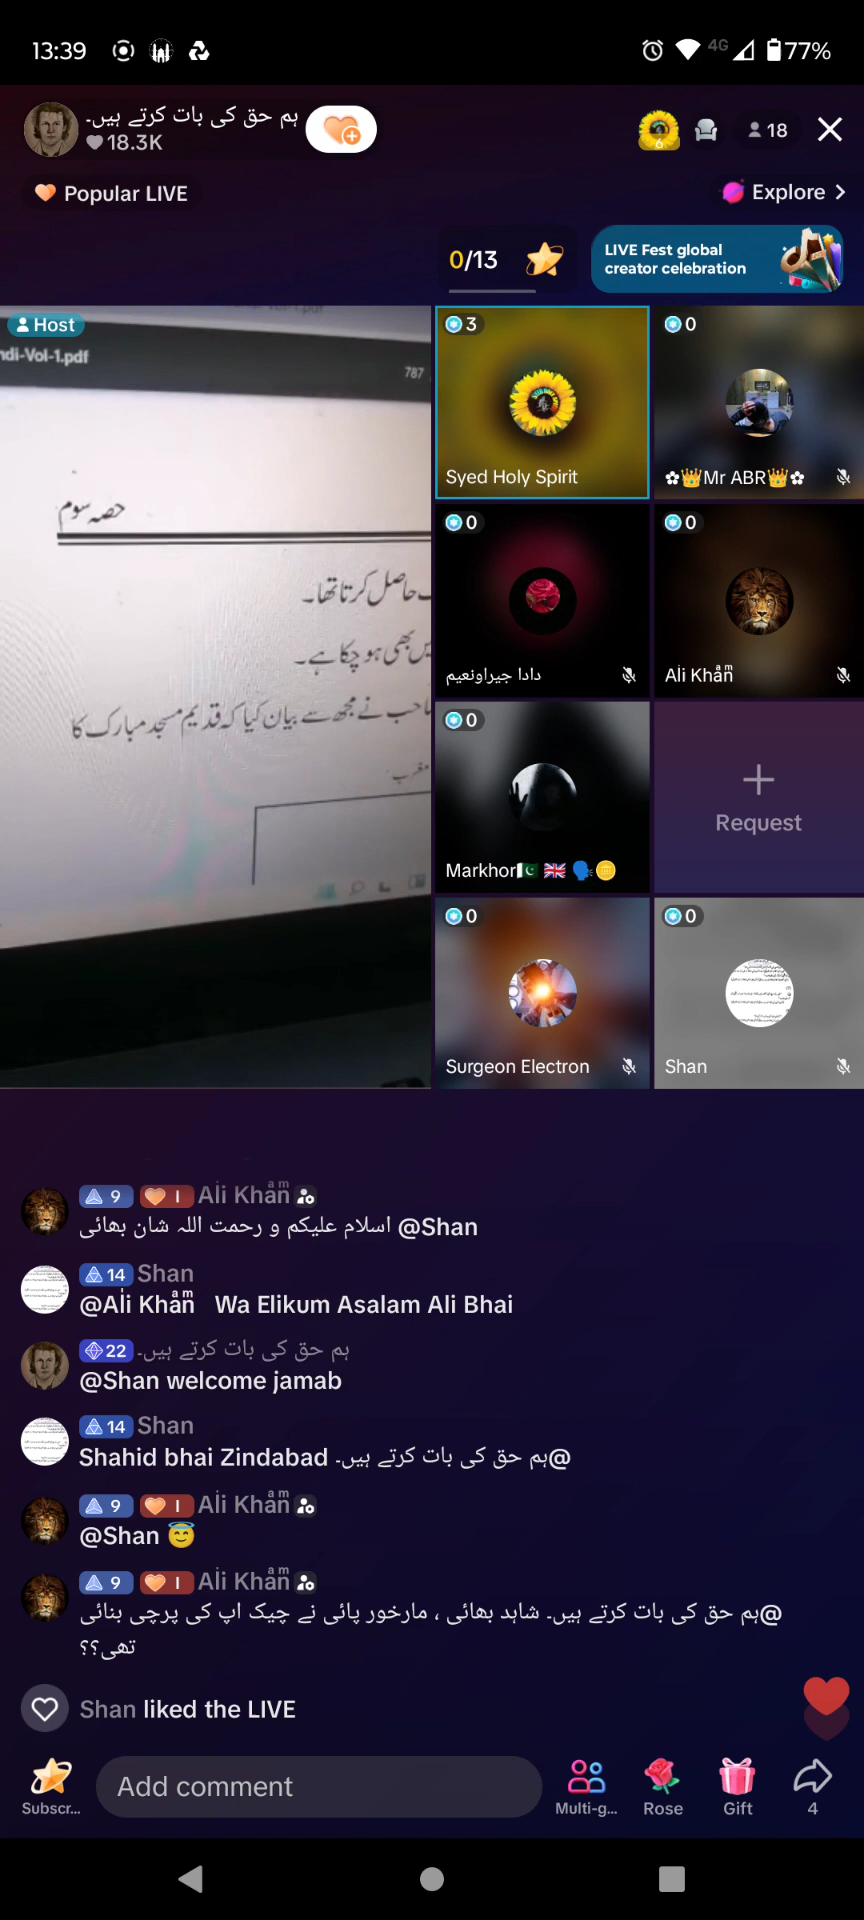 13:39
4G
77%
ہم حق کی بات کرتے ہیں۔
18.3K
6
18
Popular LIVE
Explore
0/13
LIVE Fest global
creator celebration
Host
ndi-Vol-1.pdf
787
حصہ سوم
حاصل کرتا تھا۔
بھی ہو چکا ہے۔
نے مجھ سے بیان کیا کہ قدیم مسجد مبارک کا
مغرب
3
Syed Holy Spirit
0
✿👑Mr ABR👑✿
0
دادا جیراونعیم
0
Ali Khan
0
Markhor🇵🇰 🇬🇧 🗣️🪙
Request
0
Surgeon Electron
0
Shan
9 I Ali Khan
@Shan اسلام علیکم و رحمت اللہ شان بھائی
14 Shan
@Ali Khan Wa Elikum Asalam Ali Bhai
22 ہم حق کی بات کرتے ہیں۔
@Shan welcome jamab
14 Shan
Shahid bhai Zindabad @ہم حق کی بات کرتے ہیں۔
9 I Ali Khan
@Shan 😇
9 I Ali Khan
@ہم حق کی بات کرتے ہیں۔ شاہد بھائی ، مارخور پائی نے چیک اپ کی پرچی بنائی
تھی؟؟
Shan liked the LIVE
Subscr...
Add comment
Multi-g...
Rose
Gift
4